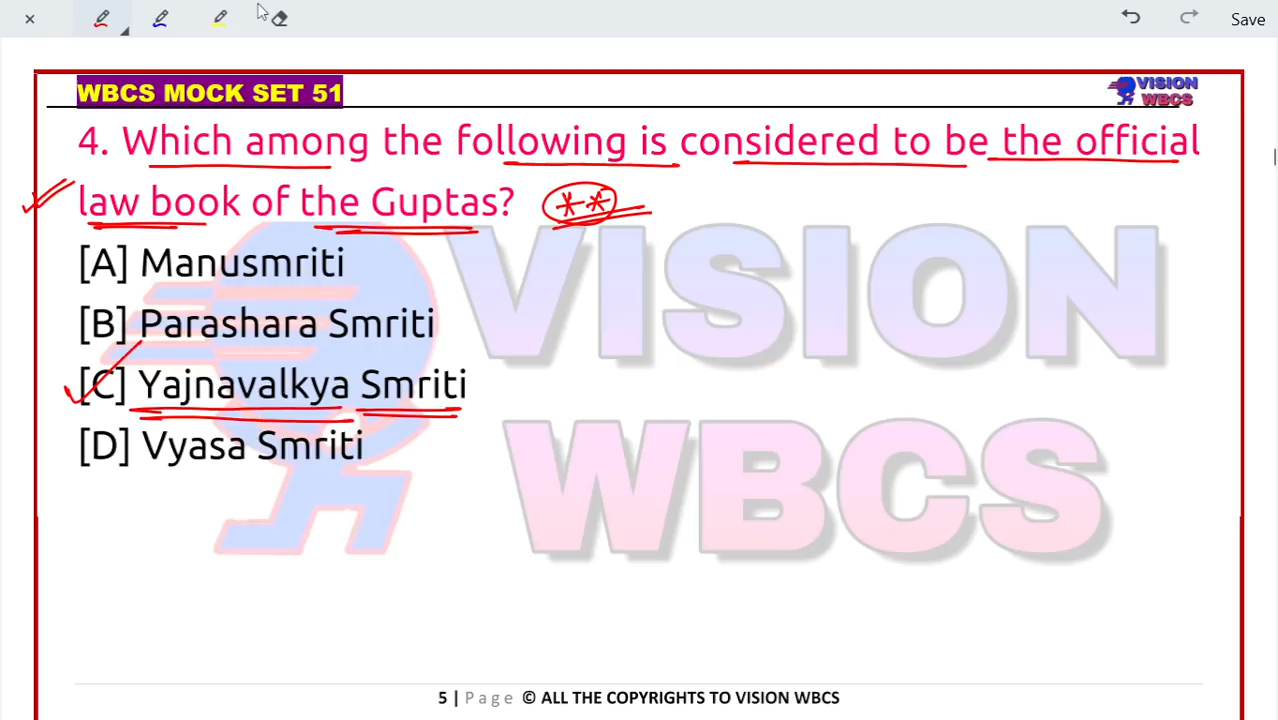 Save
WBCS MOCK SET 51
VISION
WBCS
4. Which among the following is considered to be the official
law book of the Guptas? **
[A] Manusmriti
[B] Parashara Smriti
[C] Yajnavalkya Smriti
[D] Vyasa Smriti
VISION
WBCS
5 | Page © ALL THE COPYRIGHTS TO VISION WBCS